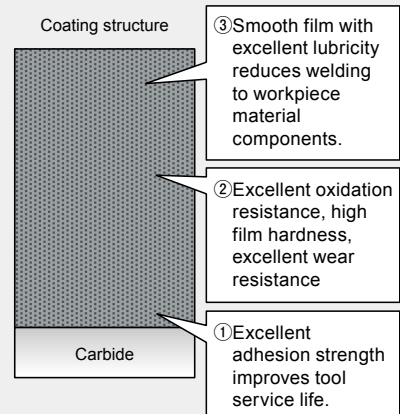 Coating structure
③Smooth film with
excellent lubricity
reduces welding
to workpiece
material
components.
②Excellent oxidation
resistance, high
film hardness,
excellent wear
resistance
①Excellent
adhesion strength
improves tool
service life.
Carbide